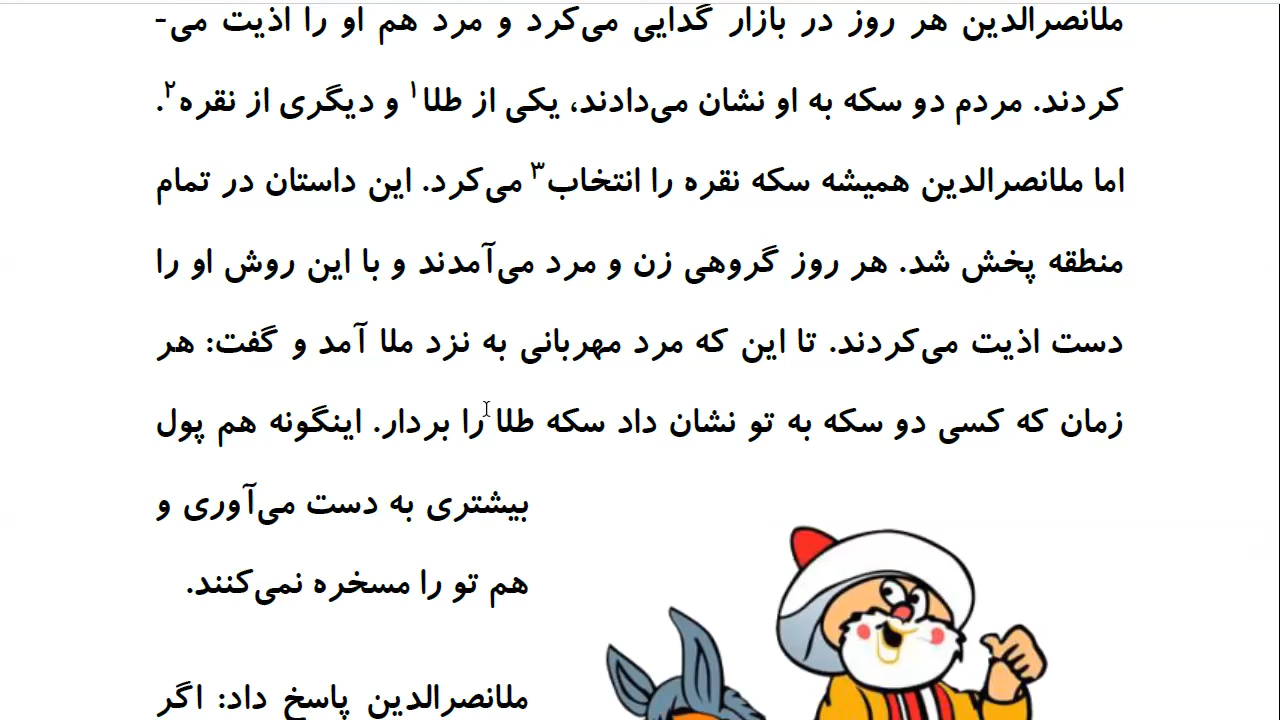 ملانصرالدین هر روز در بازار گدایی می‌کرد و مرد هم او را اذیت می-
کردند. مردم دو سکه به او نشان می‌دادند، یکی از طلا۱ و دیگری از نقره۲.
اما ملانصرالدین همیشه سکه نقره را انتخاب۳ می‌کرد. این داستان در تمام
منطقه پخش شد. هر روز گروهی زن و مرد می‌آمدند و با این روش او را
دست اذیت می‌کردند. تا این که مرد مهربانی به نزد ملا آمد و گفت: هر
زمان که کسی دو سکه به تو نشان داد سکه طلا را بردار. اینگونه هم پول
بیشتری به دست می‌آوری و
هم تو را مسخره نمی‌کنند.
ملانصرالدین پاسخ داد: اگر